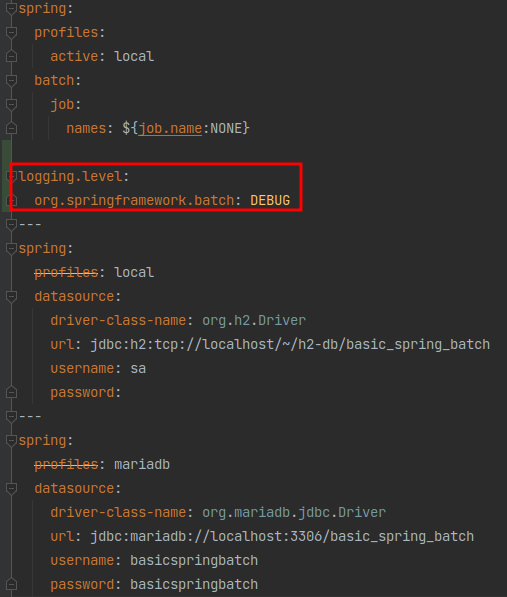 spring:
  profiles:
    active: local
  batch:
    job:
      names: ${job.name:NONE}

logging.level:
  org.springframework.batch: DEBUG
---
spring:
  profiles: local
  datasource:
    driver-class-name: org.h2.Driver
    url: jdbc:h2:tcp://localhost/~/h2-db/basic_spring_batch
    username: sa
    password:
---
spring:
  profiles: mariadb
  datasource:
    driver-class-name: org.mariadb.jdbc.Driver
    url: jdbc:mariadb://localhost:3306/basic_spring_batch
    username: basicspringbatch
    password: basicspringbatch